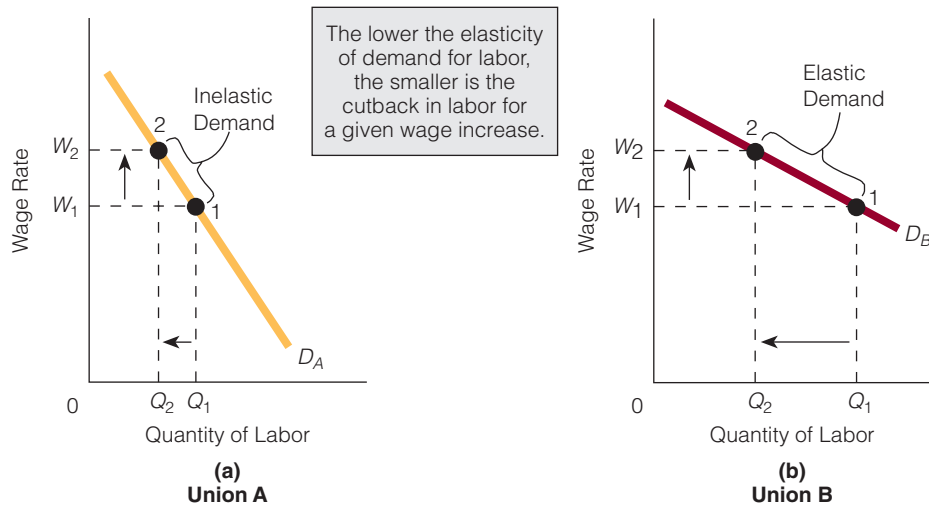 The lower the elasticity
of demand for labor,
the smaller is the
cutback in labor for
a given wage increase.
Wage Rate
Inelastic
Demand
2
W2
1
W1
DA
0
Q2
Q1
Quantity of Labor
(a)
Union A
Wage Rate
Elastic
Demand
2
W2
1
W1
DB
0
Q2
Q1
Quantity of Labor
(b)
Union B